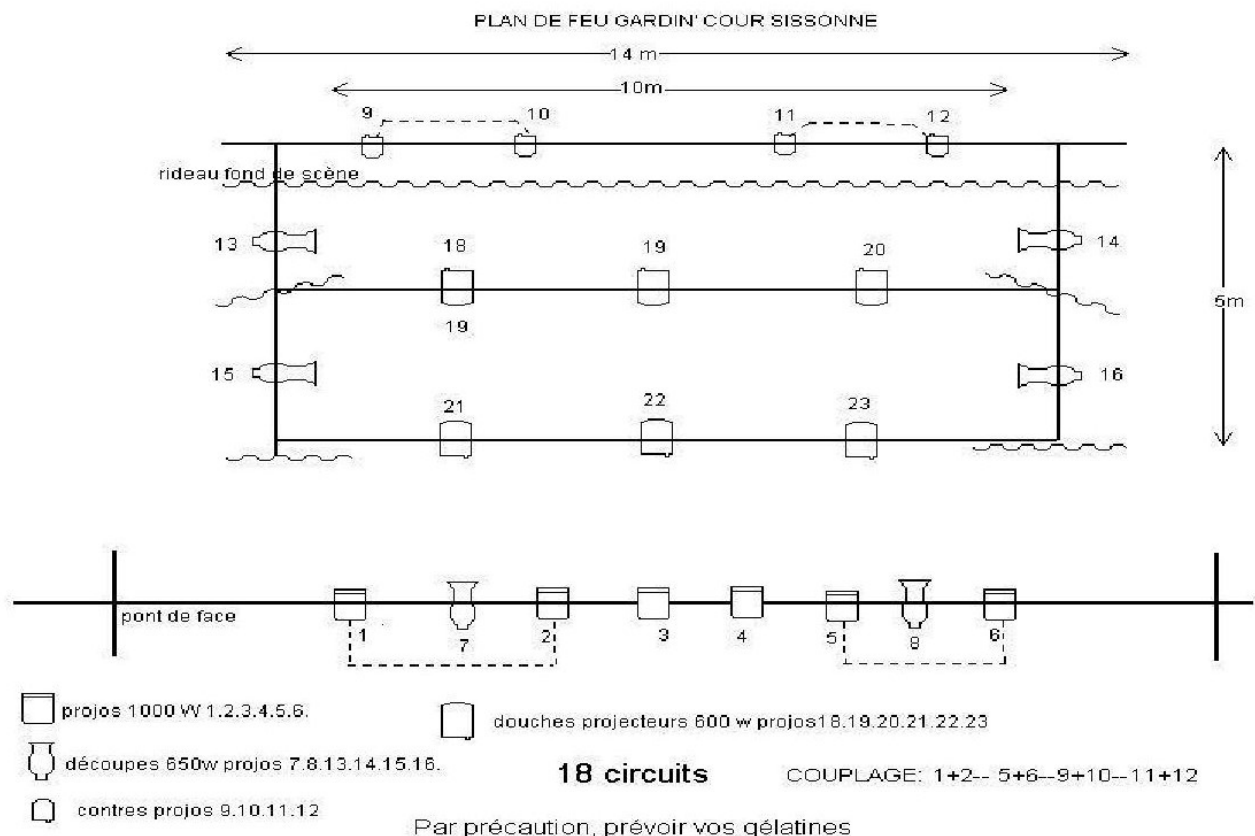 PLAN DE FEU GARDIN' COUR SISSONNE
14 m
10m
9 10 11 12
rideau fond de scène
13 18 19 20 14
5m
19
15 16
21 22 23
pont de face
1 7 2 3 4 5 8 6
projos 1000 W 1.2.3.4.5.6.
douches projecteurs 600 w projos18.19.20.21.22.23
découpes 650w projos 7.8.13.14.15.16.
18 circuits COUPLAGE: 1+2-- 5+6--9+10--11+12
contres projos 9.10.11.12
Par précaution, prévoir vos gélatines